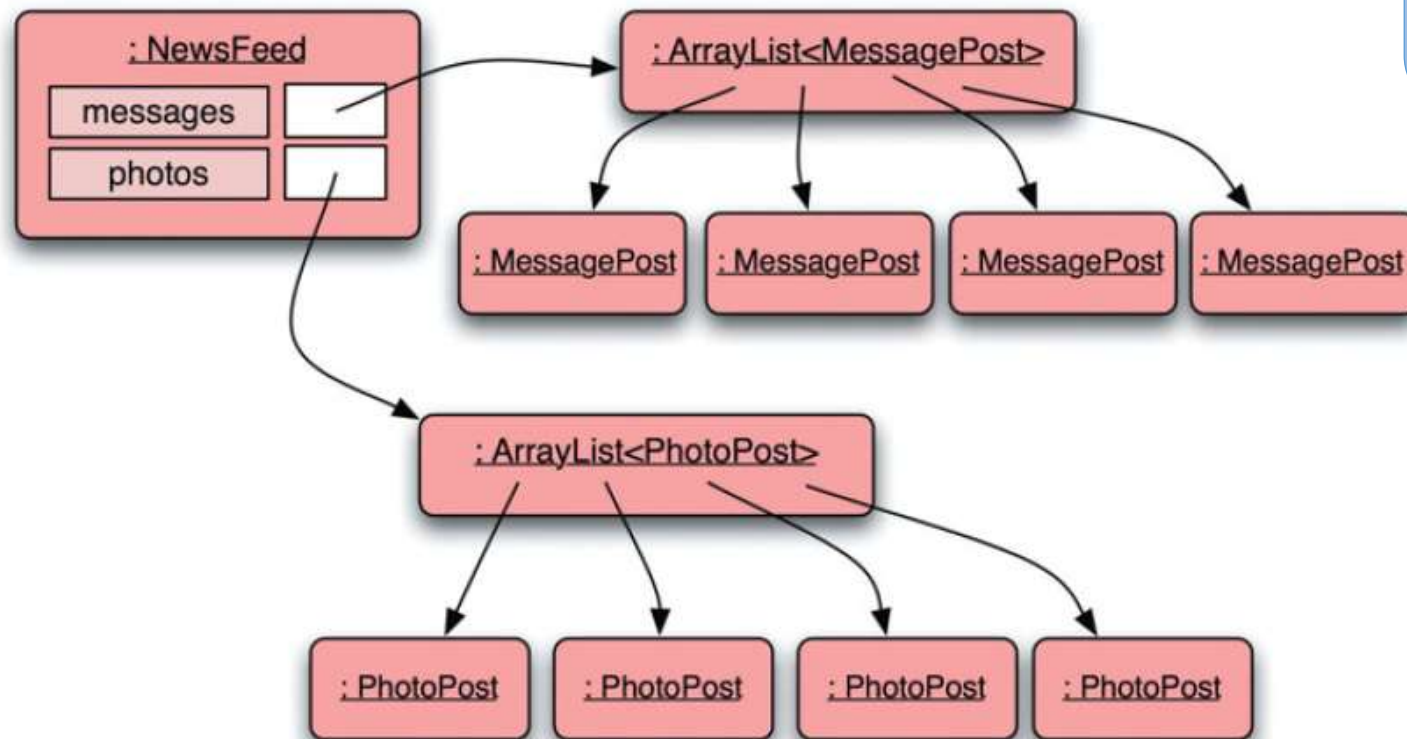 : NewsFeed
messages
photos
: ArrayList<MessagePost>
: MessagePost
: MessagePost
: MessagePost
: MessagePost
: ArrayList<PhotoPost>
: PhotoPost
: PhotoPost
: PhotoPost
: PhotoPost